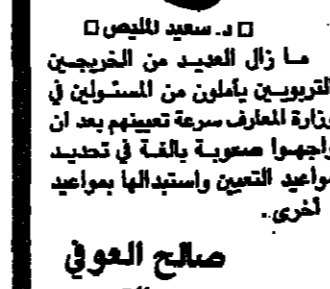 □ د. سعيد المليص □
ما زال العديد من الخريجين
التربويين يأملون من المسئولين في
وزارة المعارف سرعة تعيينهم بعد ان
واجهوا صعوبة بالغة في تحديد
مواعيد التعيين واستبدالها بمواعيد
أخرى.
صالح العوفي